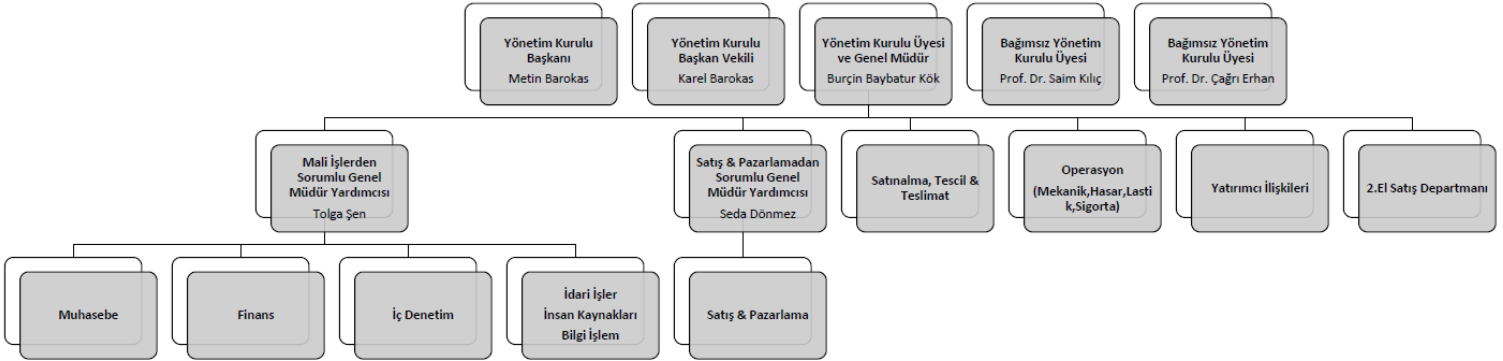 Yönetim Kurulu
Başkanı
Metin Barokas
Yönetim Kurulu
Başkan Vekili
Karel Barokas
Yönetim Kurulu Üyesi
ve Genel Müdür
Burçin Baybatur Kök
Bağımsız Yönetim
Kurulu Üyesi
Prof. Dr. Saim Kılıç
Bağımsız Yönetim
Kurulu Üyesi
Prof. Dr. Çağrı Erhan
Mali İşlerden
Sorumlu Genel
Müdür Yardımcısı
Tolga Şen
Satış & Pazarlamadan
Sorumlu Genel
Müdür Yardımcısı
Seda Dönmez
Satınalma, Tescil &
Teslimat
Operasyon
(Mekanik,Hasar,Lasti
k,Sigorta)
Yatırımcı İlişkileri
2.El Satış Departmanı
Muhasebe
Finans
İç Denetim
İdari İşler
İnsan Kaynakları
Bilgi İşlem
Satış & Pazarlama